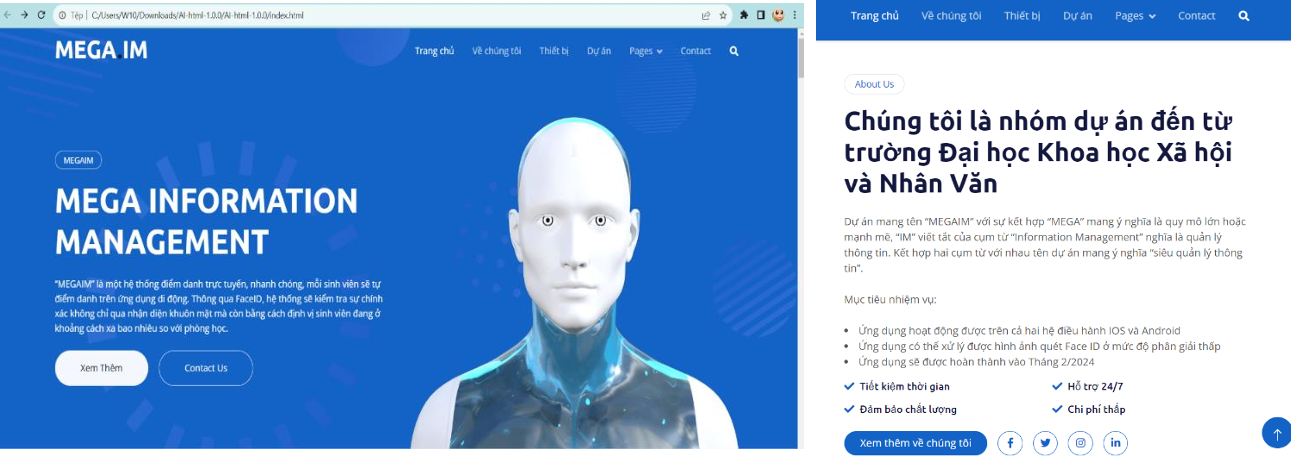 Tệp | C:/Users/W10/Downloads/AI-html-1.0.0/AI-html-1.0.0/index.html
MEGA.IM
Trang chủ Về chúng tôi Thiết bị Dự án Pages Contact
MEGAIM
MEGA INFORMATION
MANAGEMENT
“MEGAIM” là một hệ thống điểm danh trực tuyến, nhanh chóng, mỗi sinh viên sẽ tự
điểm danh trên ứng dụng di động. Thông qua FaceID, hệ thống sẽ kiểm tra sự chính
xác không chỉ qua nhận diện khuôn mặt mà còn bằng cách định vị sinh viên đang ở
khoảng cách xa bao nhiêu so với phòng học.
Xem Thêm Contact Us
Trang chủ Về chúng tôi Thiết bị Dự án Pages Contact
About Us
Chúng tôi là nhóm dự án đến từ
trường Đại học Khoa học Xã hội
và Nhân Văn
Dự án mang tên “MEGAIM” với sự kết hợp “MEGA” mang ý nghĩa là quy mô lớn hoặc
mạnh mẽ, “IM” viết tắt của cụm từ “Information Management” nghĩa là quản lý
thông tin. Kết hợp hai cụm từ với nhau tên dự án mang ý nghĩa “siêu quản lý thông
tin”.
Mục tiêu nhiệm vụ:
• Ứng dụng hoạt động được trên cả hai hệ điều hành IOS và Android
• Ứng dụng có thể xử lý được hình ảnh quét Face ID ở mức độ phân giải thấp
• Ứng dụng sẽ được hoàn thành vào Tháng 2/2024
Tiết kiệm thời gian Hỗ trợ 24/7
Đảm bảo chất lượng Chi phí thấp
Xem thêm về chúng tôi